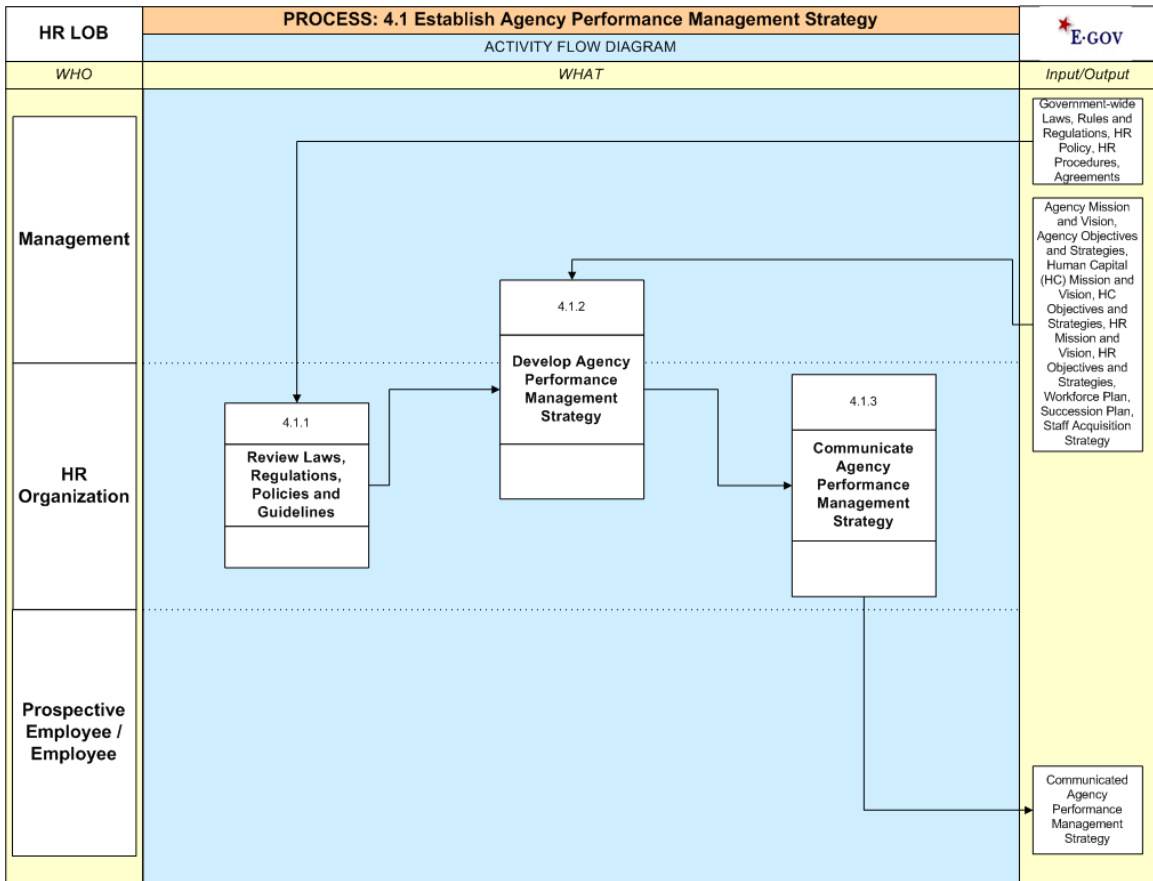 HR LOB
PROCESS: 4.1 Establish Agency Performance Management Strategy
ACTIVITY FLOW DIAGRAM
E-GOV
WHO
WHAT
Input/Output
Management
HR
Organization
Prospective
Employee /
Employee
4.1.1
Review Laws,
Regulations,
Policies and
Guidelines
4.1.2
Develop Agency
Performance
Management
Strategy
4.1.3
Communicate
Agency
Performance
Management
Strategy
Government-wide
Laws, Rules and
Regulations, HR
Policy, HR
Procedures,
Agreements
Agency Mission
and Vision,
Agency Objectives
and Strategies,
Human Capital
(HC) Mission and
Vision, HC
Objectives and
Strategies, HR
Mission and
Vision, HR
Objectives and
Strategies,
Workforce Plan,
Succession Plan,
Staff Acquisition
Strategy
Communicated
Agency
Performance
Management
Strategy